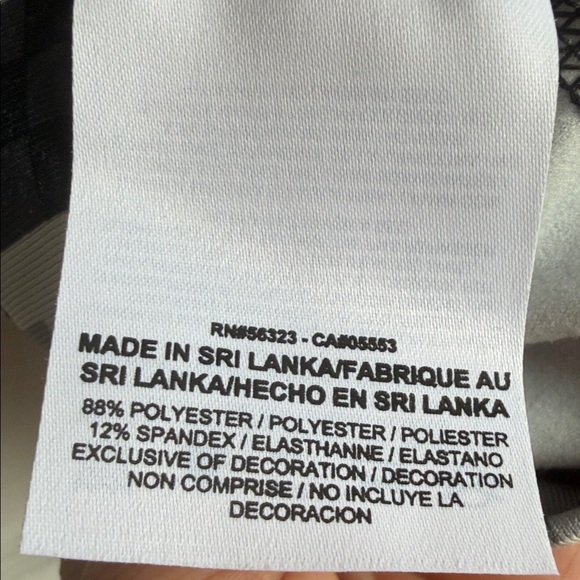 RN#56323 - CA#05553
MADE IN SRI LANKA/FABRIQUE AU
SRI LANKA/HECHO EN SRI LANKA
88% POLYESTER / POLYESTER / POLIESTER
12% SPANDEX / ELASTHANNE / ELASTANO
EXCLUSIVE OF DECORATION / DECORATION
NON COMPRISE / NO INCLUYE LA
DECORACION